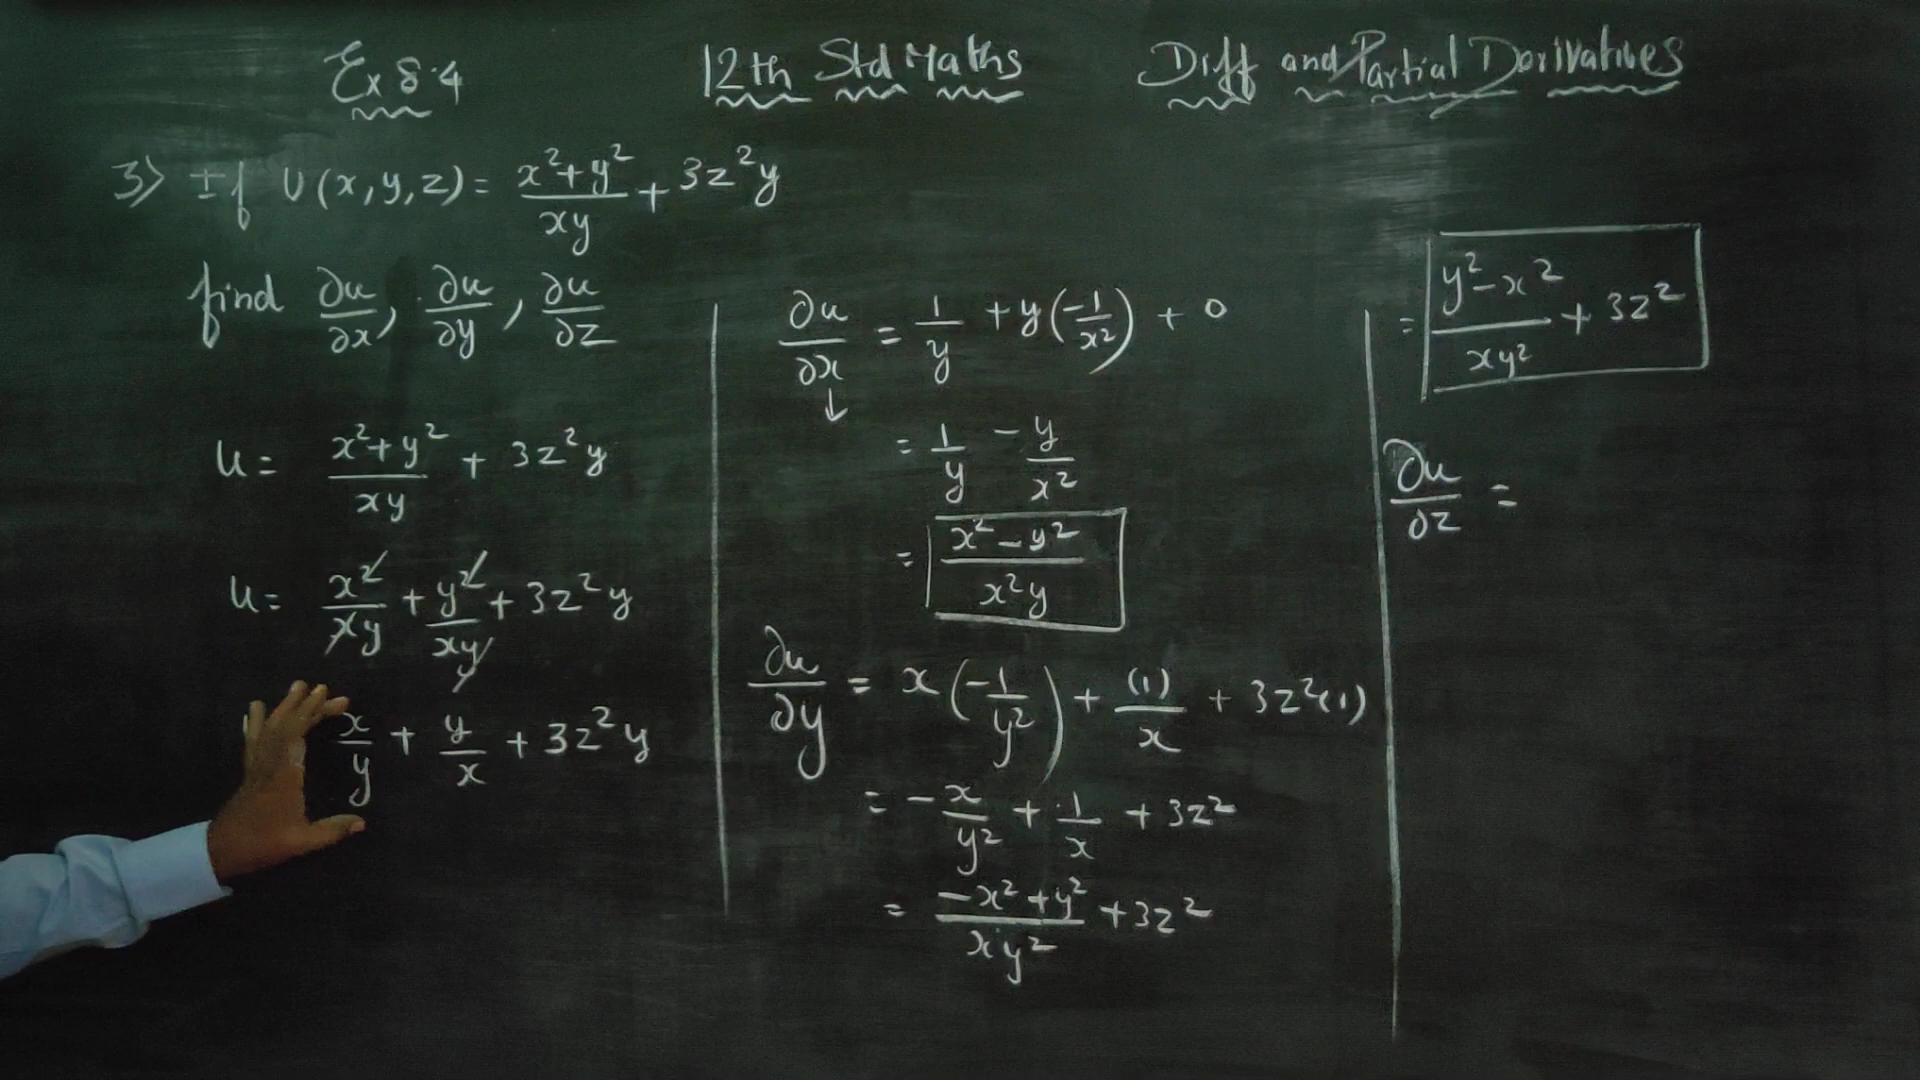 Ex 8.4 12th Std Maths Diff and Partial Derivatives
3) If U(x,y,z) = (x²+y²)/(xy) + 3z²y
find ∂u/∂x, ∂u/∂y, ∂u/∂z
u = (x²+y²)/(xy) + 3z²y
u = x²/(xy) + y²/(xy) + 3z²y
x/y + y/x + 3z²y
∂u/∂x = 1/y + y(-1/x²) + 0
= 1/y - y/x²
= (x²-y²)/(x²y)
∂u/∂y = x(-1/y²) + (1)/x + 3z²(1)
= -x/y² + 1/x + 3z²
= (-x²+y²)/(xy²) + 3z²
= (y²-x²)/(xy²) + 3z²
∂u/∂z =